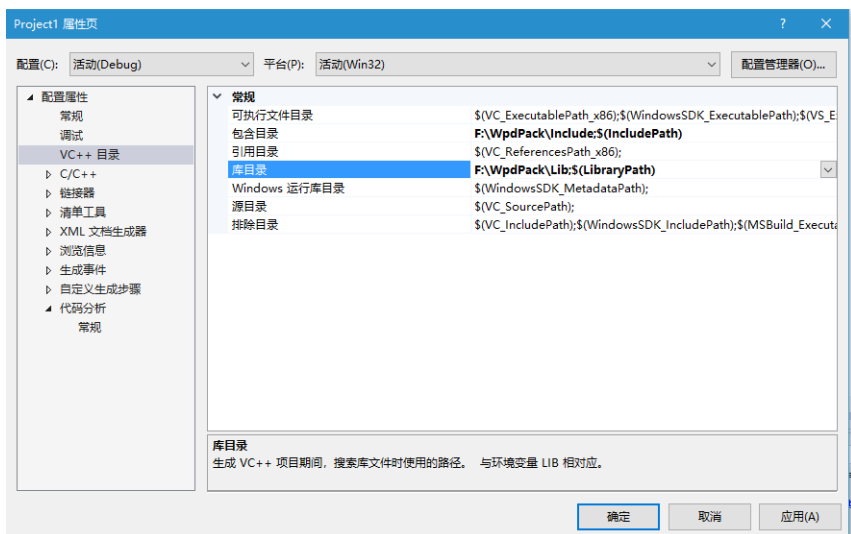 Project1 属性页
配置(C): 活动(Debug) 平台(P): 活动(Win32) 配置管理器(O)...
配置属性
常规
调试
VC++ 目录
C/C++
链接器
清单工具
XML 文档生成器
浏览信息
生成事件
自定义生成步骤
代码分析
常规
常规
可执行文件目录 $(VC_ExecutablePath_x86);$(WindowsSDK_ExecutablePath);$(VS_E
包含目录 F:\WpdPack\Include;$(IncludePath)
引用目录 $(VC_ReferencesPath_x86);
库目录 F:\WpdPack\Lib;$(LibraryPath)
Windows 运行库目录 $(WindowsSDK_MetadataPath);
源目录 $(VC_SourcePath);
排除目录 $(VC_IncludePath);$(WindowsSDK_IncludePath);$(MSBuild_Executa
库目录
生成 VC++ 项目期间，搜索库文件时使用的路径。 与环境变量 LIB 相对应。
确定 取消 应用(A)